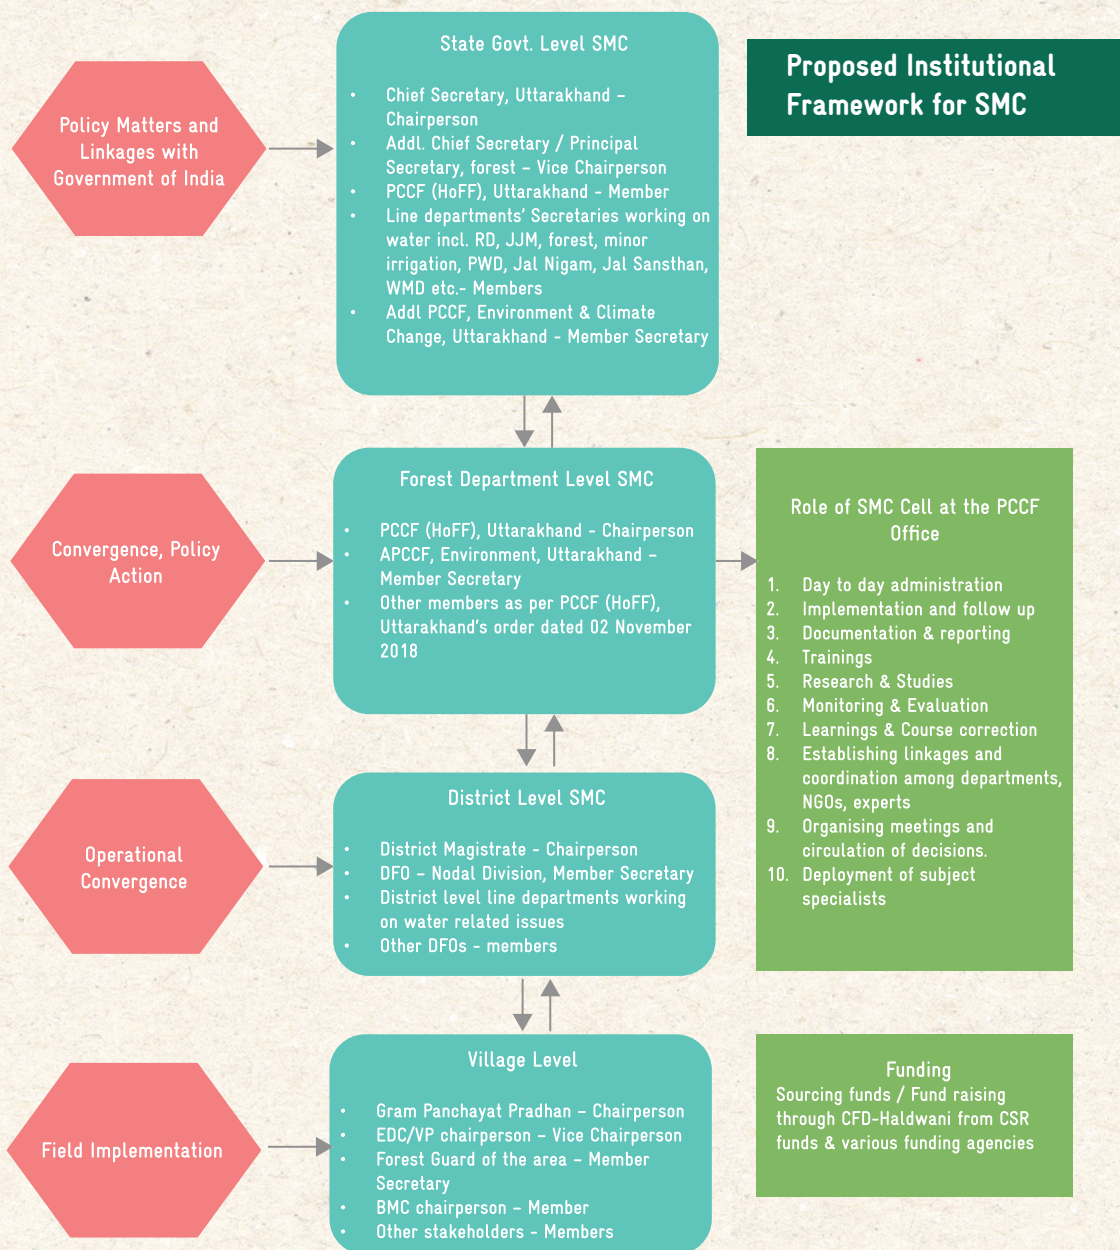 Proposed Institutional
Framework for SMC
Policy Matters and
Linkages with
Government of India
State Govt. Level SMC
• Chief Secretary, Uttarakhand –
Chairperson
• Addl. Chief Secretary / Principal
Secretary, forest – Vice Chairperson
• PCCF (HoFF), Uttarakhand - Member
• Line departments' Secretaries working on
water incl. RD, JJM, forest, minor
irrigation, PWD, Jal Nigam, Jal Sansthan,
WMD etc.- Members
• Addl PCCF, Environment & Climate
Change, Uttarakhand - Member Secretary
Convergence, Policy
Action
Forest Department Level SMC
• PCCF (HoFF), Uttarakhand - Chairperson
• APCCF, Environment, Uttarakhand –
Member Secretary
• Other members as per PCCF (HoFF),
Uttarakhand's order dated 02 November
2018
Role of SMC Cell at the PCCF
Office
1. Day to day administration
2. Implementation and follow up
3. Documentation & reporting
4. Trainings
5. Research & Studies
6. Monitoring & Evaluation
7. Learnings & Course correction
8. Establishing linkages and
coordination among departments,
NGOs, experts
9. Organising meetings and
circulation of decisions.
10. Deployment of subject
specialists
Operational
Convergence
District Level SMC
• District Magistrate - Chairperson
• DFO – Nodal Division, Member Secretary
• District level line departments working
on water related issues
• Other DFOs - members
Field Implementation
Village Level
• Gram Panchayat Pradhan – Chairperson
• EDC/VP chairperson – Vice Chairperson
• Forest Guard of the area – Member
Secretary
• BMC chairperson – Member
• Other stakeholders - Members
Funding
Sourcing funds / Fund raising
through CFD-Haldwani from CSR
funds & various funding agencies